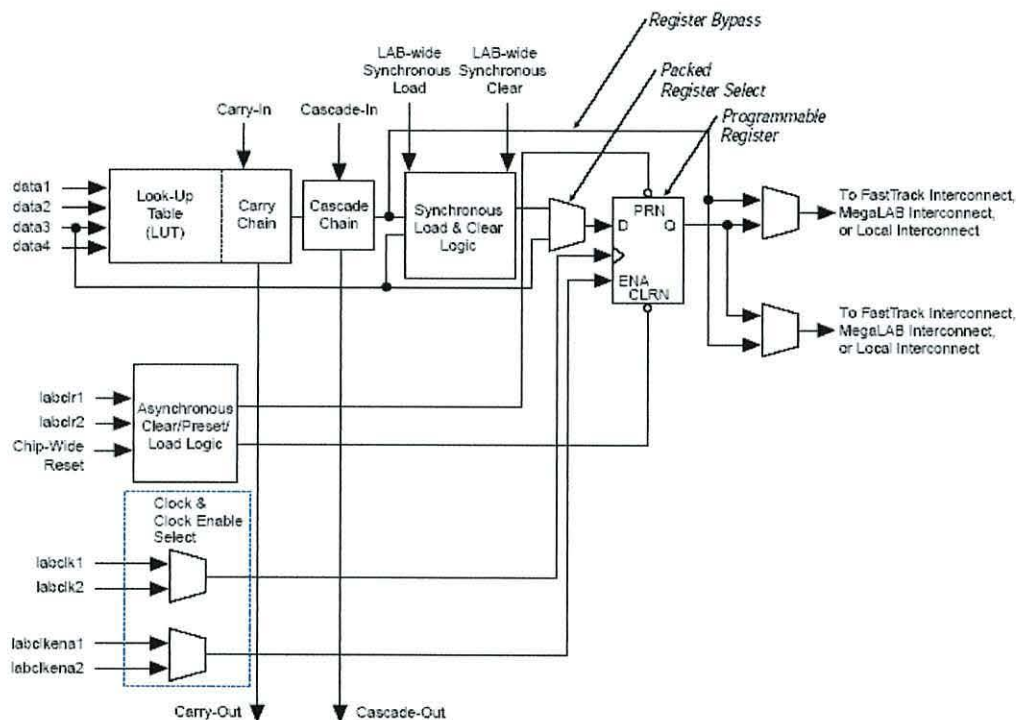 Register Bypass
LAB-wide
Synchronous
Load
LAB-wide
Synchronous
Clear
Packed
Register Select
Programmable
Register
Carry-In
Cascade-In
data1
data2
data3
data4
Look-Up
Table
(LUT)
Carry
Chain
Cascade
Chain
Synchronous
Load & Clear
Logic
PRN
D
Q
ENA
CLRN
To FastTrack Interconnect,
MegaLAB Interconnect,
or Local Interconnect
To FastTrack Interconnect,
MegaLAB Interconnect,
or Local Interconnect
labclr1
labclr2
Chip-Wide
Reset
Asynchronous
Clear/Preset/
Load Logic
Clock &
Clock Enable
Select
labclk1
labclk2
labclkena1
labclkena2
Carry-Out
Cascade-Out